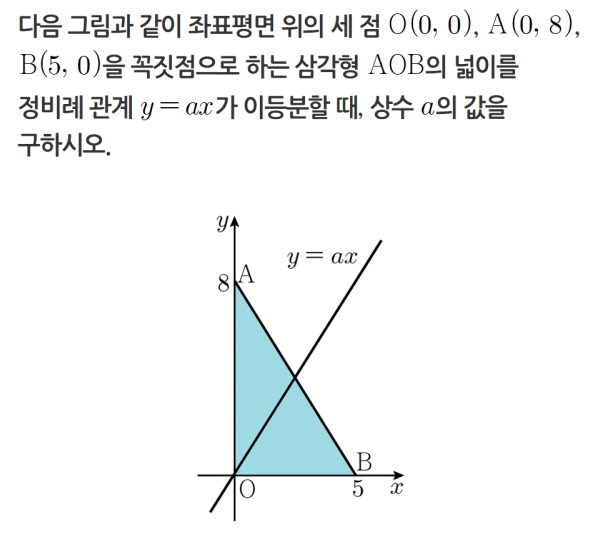 다음 그림과 같이 좌표평면 위의 세 점 O(0, 0), A(0, 8),
B(5, 0)을 꼭짓점으로 하는 삼각형 AOB의 넓이를
정비례 관계 y = ax가 이등분할 때, 상수 a의 값을
구하시오.
y
y = ax
8 A
B
O 5 x